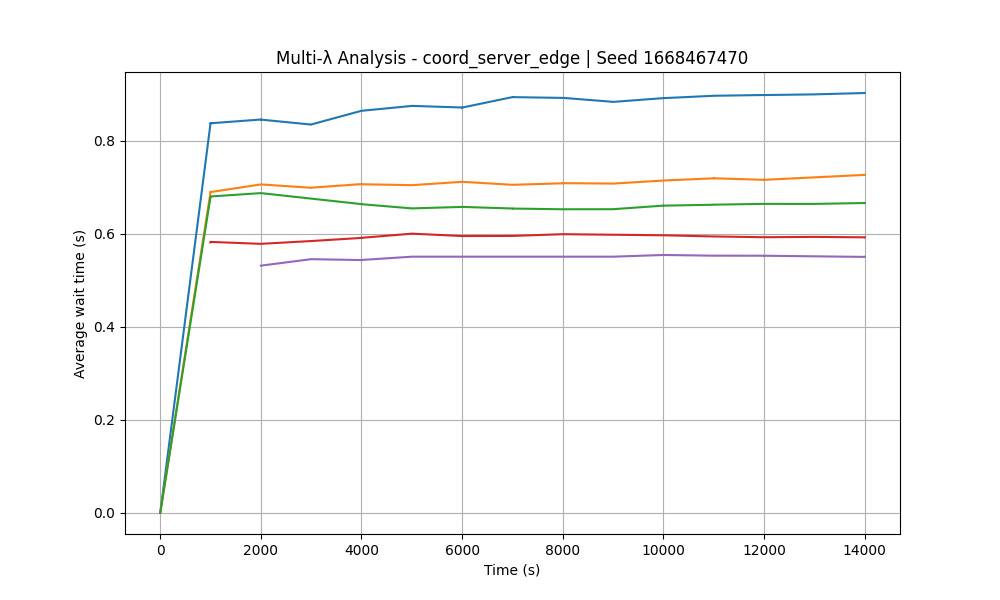 Multi-λ Analysis - coord_server_edge | Seed 1668467470
Average wait time (s)
0.8
0.6
0.4
0.2
0.0
0 2000 4000 6000 8000 10000 12000 14000
Time (s)